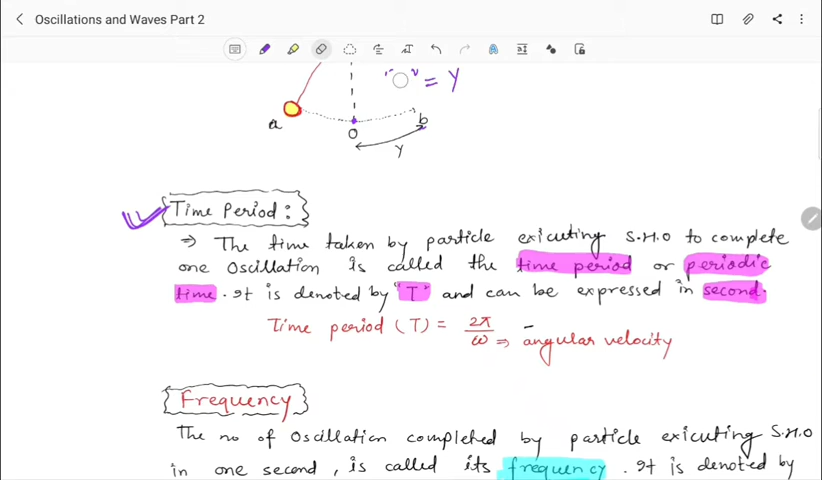 Oscillations and Waves Part 2
" " = Y
a
O
b
Y
Time Period :
⇒ The time taken by particle exicuting S.H.O to complete
one Oscillation is called the time period or periodic
time. It is denoted by "T" and can be expressed in second.
Time period (T) = 2π/ω ⇒ angular velocity
Frequency
The no of Oscillation completed by particle exicuting S.H.O
in one second, is called its frequency. It is denoted by